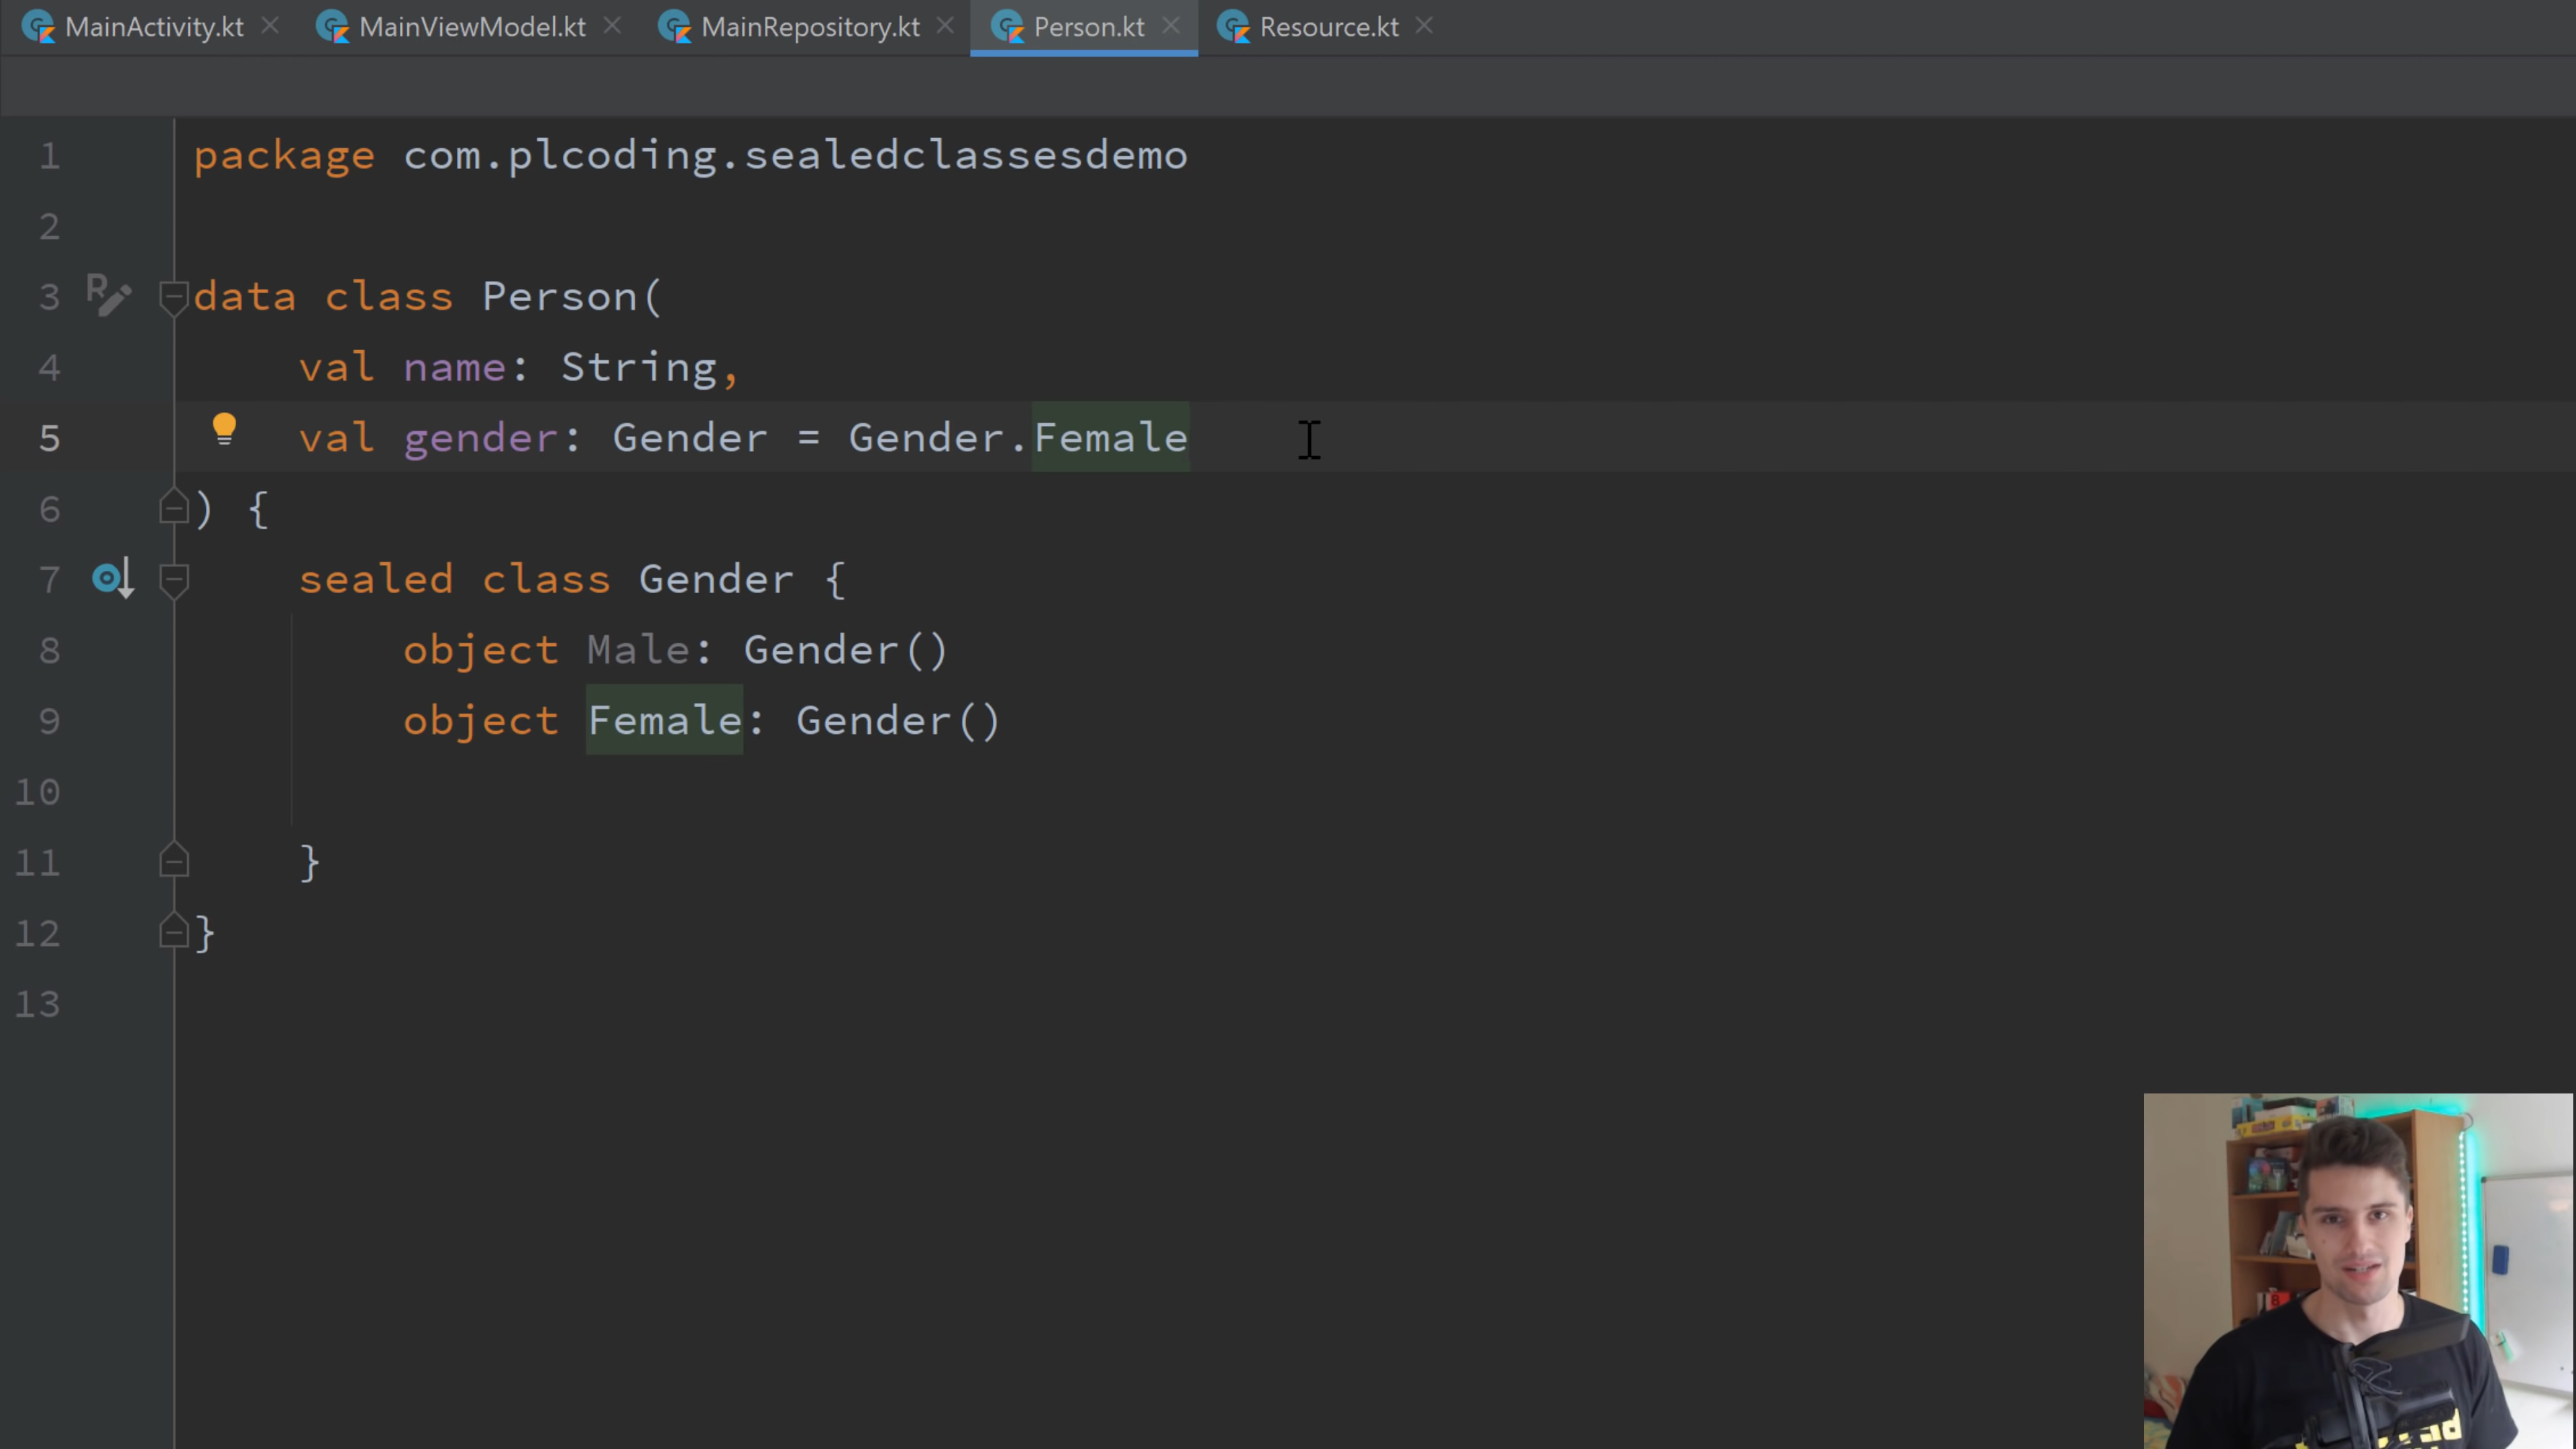 MainActivity.kt MainViewModel.kt MainRepository.kt Person.kt Resource.kt
1 package com.plcoding.sealedclassesdemo
2
3 data class Person(
4 val name: String,
5 val gender: Gender = Gender.Female
6 ) {
7 sealed class Gender {
8 object Male: Gender()
9 object Female: Gender()
10
11 }
12 }
13